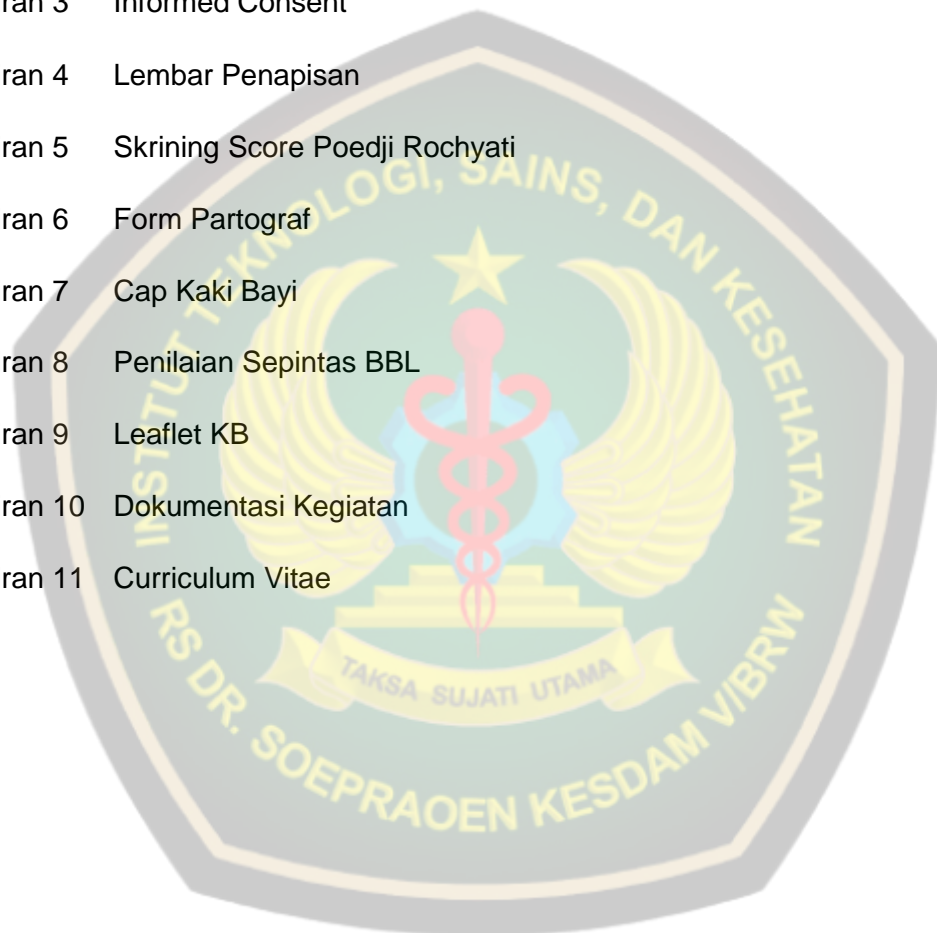 ran 3 Informed Consent
ran 4 Lembar Penapisan
ran 5 Skrining Score Poedji Rochyati
ran 6 Form Partograf
ran 7 Cap Kaki Bayi
ran 8 Penilaian Sepintas BBL
ran 9 Leaflet KB
ran 10 Dokumentasi Kegiatan
ran 11 Curriculum Vitae
INSTITUT TEKNOLOGI, SAINS, DAN KESEHATAN
TAKSA SUJATI UTAMA
RS DR. SOEPRAOEN KESDAM V/BRW